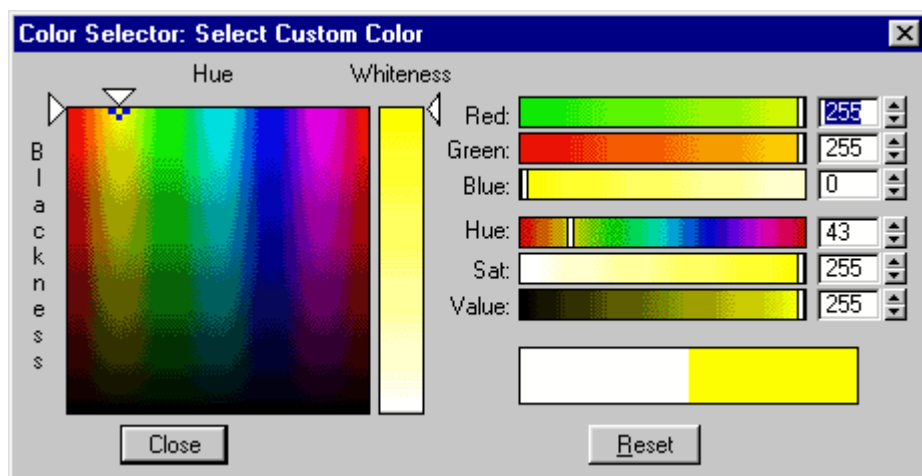 Color Selector: Select Custom Color
Hue
Whiteness
Blackness
Red: 255
Green: 255
Blue: 0
Hue: 43
Sat: 255
Value: 255
Close
Reset